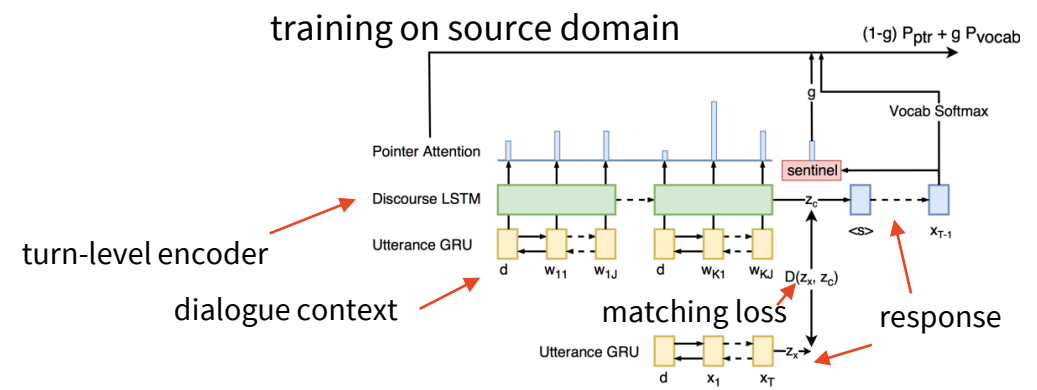 training on source domain
(1-g) Pptr + g Pvocab
g
Vocab Softmax
Pointer Attention
sentinel
Discourse LSTM
zc
turn-level encoder
<s>
xT-1
Utterance GRU
d w11 w1J d wK1 wKJ
D(zx, zc)
dialogue context
matching loss
response
Utterance GRU
zx
d x1 xT